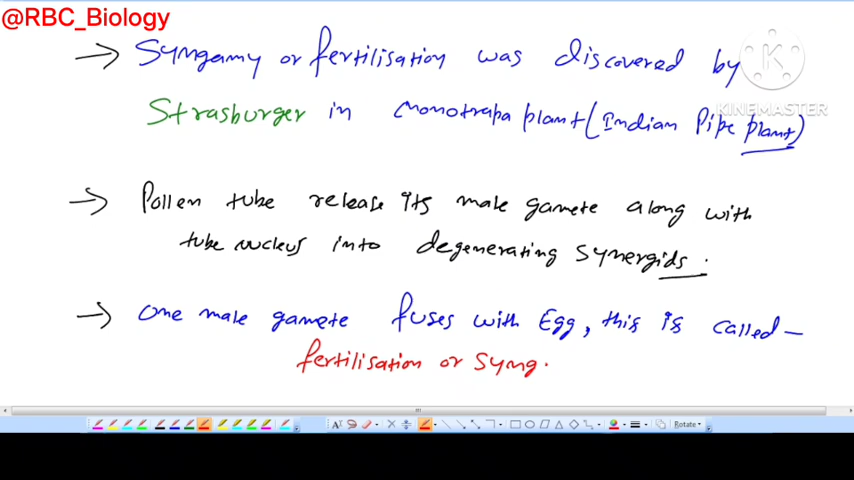 @RBC_Biology
→ Syngamy or fertilisation was discovered by
Strasburger in Monotrapa plant (Indian Pipe plant)
KINEMASTER
→ Pollen tube release its male gamete along with
tube nucleus into degenerating synergids.
→ One male gamete fuses with Egg, this is called-
fertilisation or Syng.
Rotate